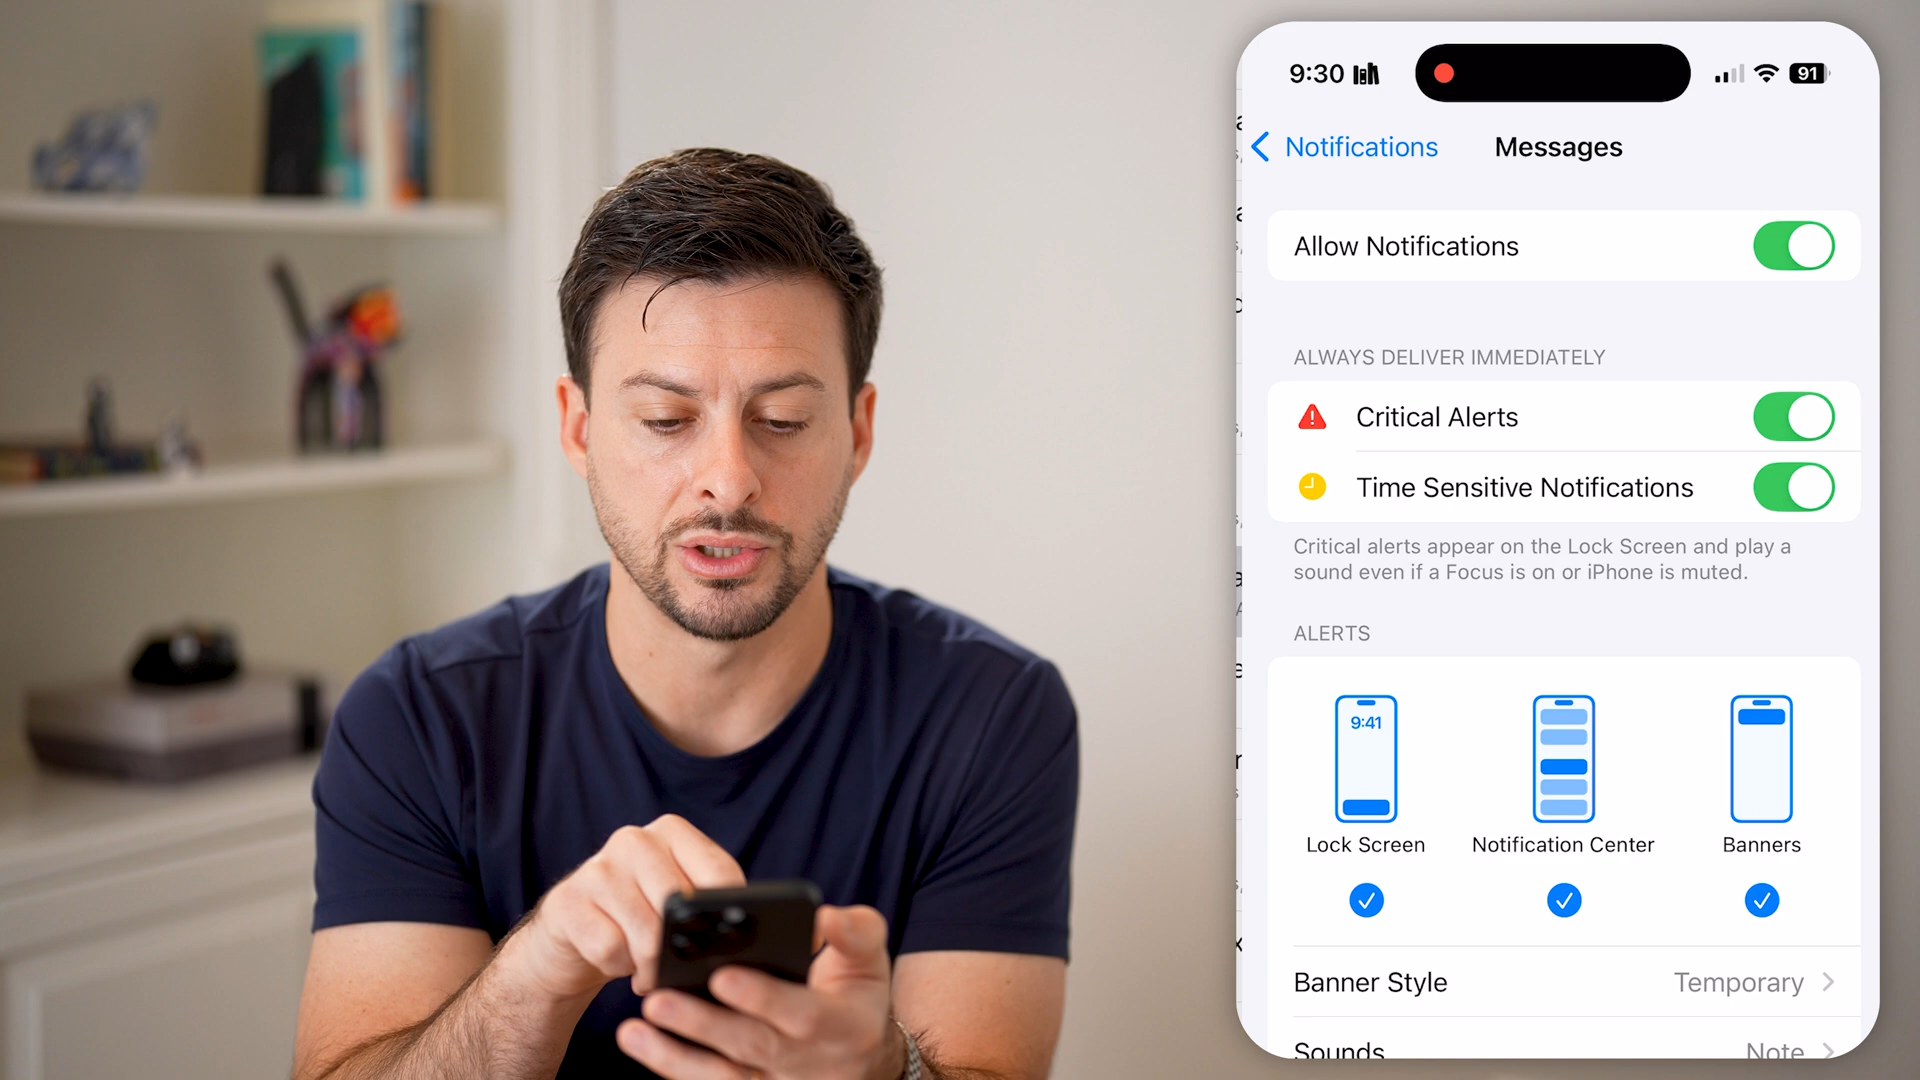 9:30
91
Notifications
Messages
Allow Notifications
ALWAYS DELIVER IMMEDIATELY
Critical Alerts
Time Sensitive Notifications
Critical alerts appear on the Lock Screen and play a
sound even if a Focus is on or iPhone is muted.
ALERTS
9:41
Lock Screen
Notification Center
Banners
Banner Style
Temporary
Sounds
Note